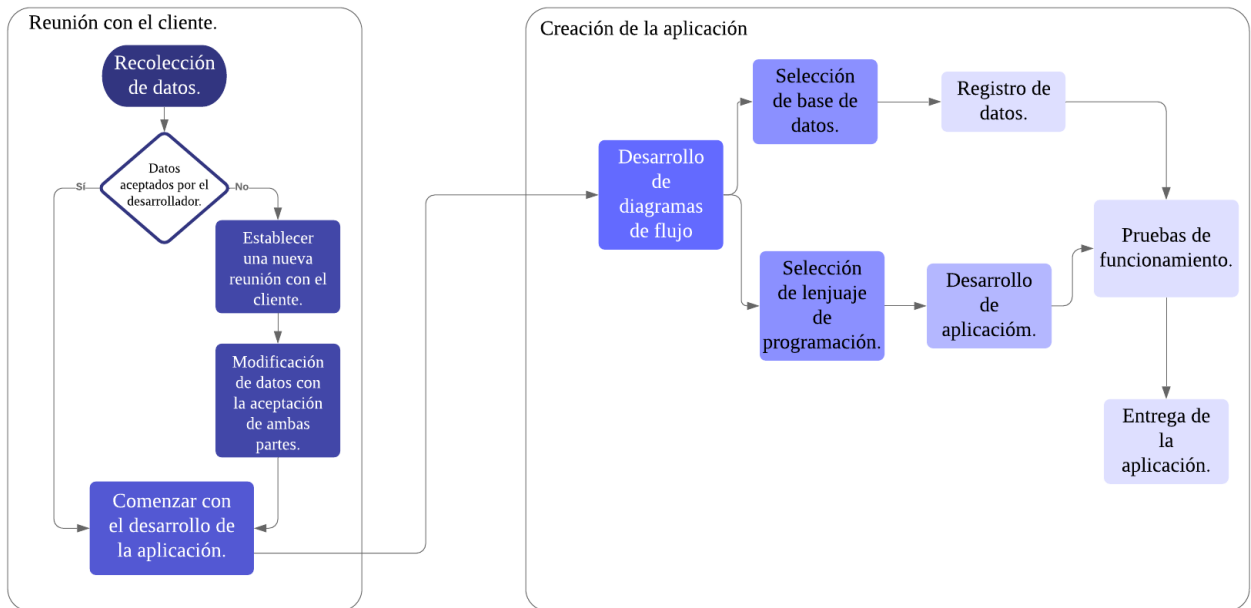 Reunión con el cliente.
Recolección
de datos.
Datos
aceptados por el
desarrollador.
Sí
No
Establecer
una nueva
reunión con el
cliente.
Modificación
de datos con
la aceptación
de ambas
partes.
Comenzar con
el desarrollo de
la aplicación.
Creación de la aplicación
Desarrollo
de
diagramas
de flujo
Selección
de base de
datos.
Registro de
datos.
Selección
de lenjuaje
de
programación.
Desarrollo
de
aplicacióm.
Pruebas de
funcionamiento.
Entrega de
la
aplicación.